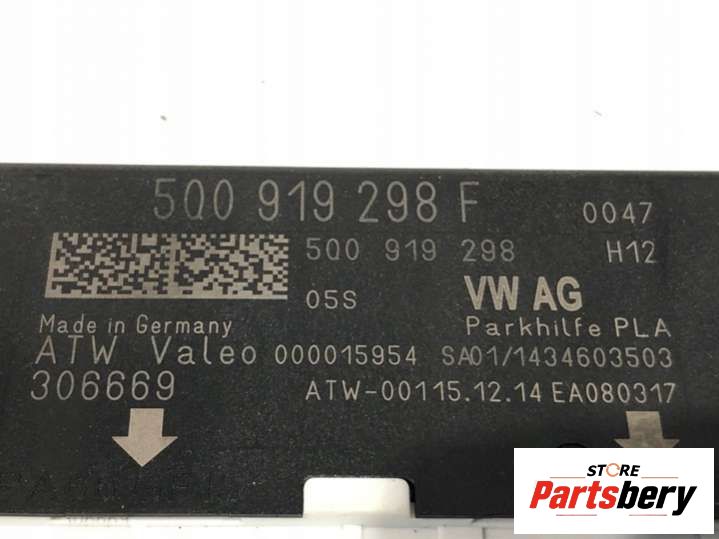 5Q0 919 298 F 0047
5Q0 919 298 H12
05S VW AG
Made in Germany Parkhilfe PLA
ATW Valeo 000015954 SA01/1434603503
306669 ATW-00115.12.14 EA080317
STORE
Partsbery